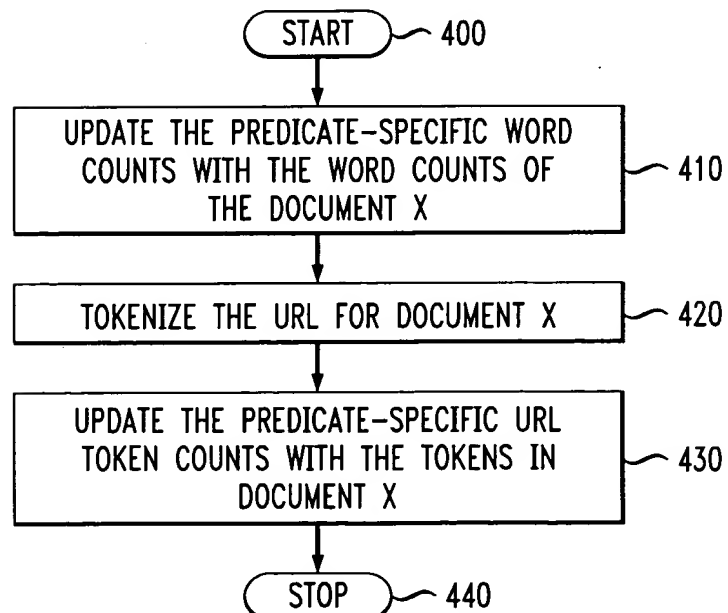 START 400
UPDATE THE PREDICATE-SPECIFIC WORD
COUNTS WITH THE WORD COUNTS OF
THE DOCUMENT X
410
TOKENIZE THE URL FOR DOCUMENT X 420
UPDATE THE PREDICATE-SPECIFIC URL
TOKEN COUNTS WITH THE TOKENS IN
DOCUMENT X
430
STOP 440